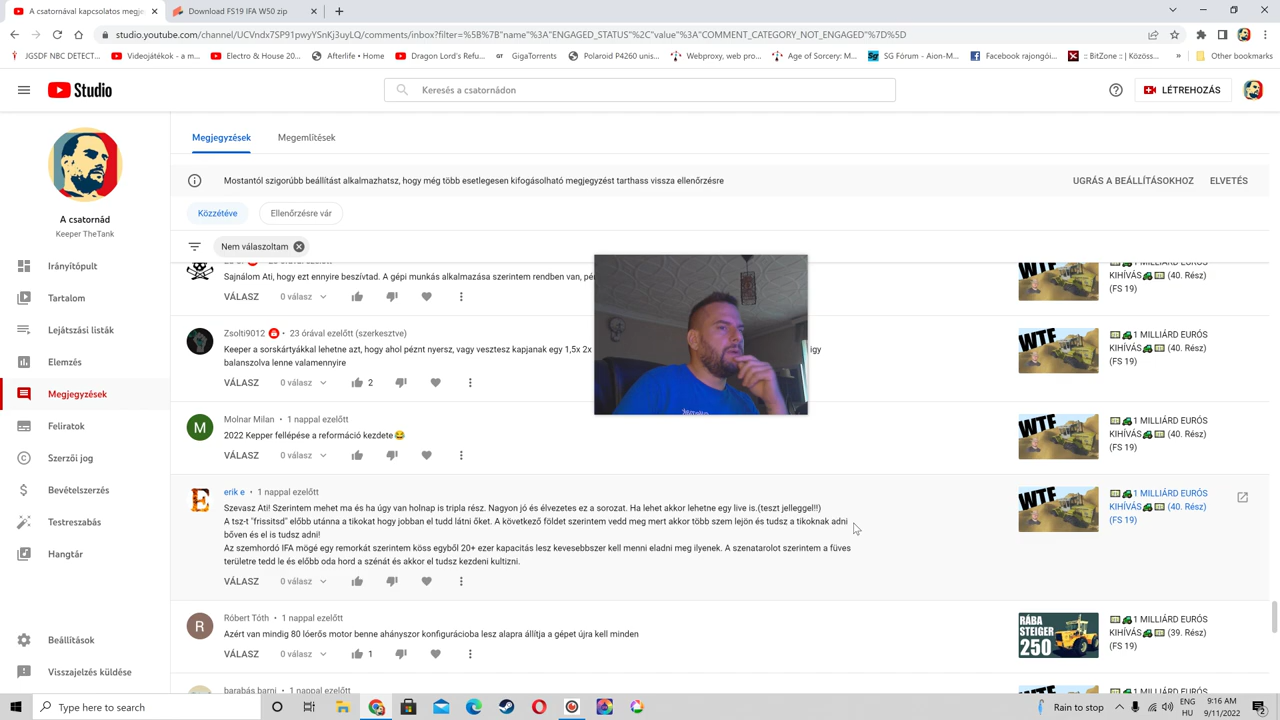 A csatornával kapcsolatos megje
Download FS19 IFA W50 zip
studio.youtube.com/channel/UCVndx7SP91pwyYSnKj3uyLQ/comments/inbox?filter=%5B%7B"name"%3A"ENGAGED_STATUS"%2C"value"%3A"COMMENT_CATEGORY_NOT_ENGAGED"%7D%5D
JGSDF NBC DETECT...
Videojátékok - a m...
Electro & House 20...
Afterlife • Home
Dragon Lord's Refu...
GT GigaTorrents
Polaroid P4260 unis...
Webproxy, web pro...
Age of Sorcery: M...
SG Fórum - Aion-M...
Facebook rajongói...
:: BitZone :: | Közöss...
»
Other bookmarks
Studio
Keresés a csatornádon
LÉTREHOZÁS
Megjegyzések
Megemlítések
Mostantól szigorúbb beállítást alkalmazhatsz, hogy még több esetlegesen kifogásolható megjegyzést tarthass vissza ellenőrzésre
UGRÁS A BEÁLLÍTÁSOKHOZ
ELVETÉS
Közzétéve
Ellenőrzésre vár
Nem válaszoltam
A csatornád
Keeper TheTank
Irányítópult
Tartalom
Lejátszási listák
Elemzés
Megjegyzések
Feliratok
Szerzői jog
Bevételszerzés
Testreszabás
Hangtár
Beállítások
Visszajelzés küldése
Sajnálom Ati, hogy ezt ennyire beszívtad. A gépi munkás alkalmazása szerintem rendben van,
VÁLASZ 0 válasz
WTF
KIHÍVÁS (40. Rész)
(FS 19)
Zsolti9012 • 23 órával ezelőtt (szerkesztve)
Keeper a sorskártyákkal lehetne azt, hogy ahol péznt nyersz, vagy vesztesz kapjanak egy 1,5x 2x igy
balanszolva lenne valamennyire
VÁLASZ 0 válasz 2
WTF
1 MILLIÁRD EURÓS
KIHÍVÁS (40. Rész)
(FS 19)
M
Molnar Milan • 1 nappal ezelőtt
2022 Kepper fellépése a reformáció kezdete😂
VÁLASZ 0 válasz
WTF
1 MILLIÁRD EURÓS
KIHÍVÁS (40. Rész)
(FS 19)
E
erik e • 1 nappal ezelőtt
Szevasz Ati! Szerintem mehet ma és ha úgy van holnap is tripla rész. Nagyon jó és élvezetes ez a sorozat. Ha lehet akkor lehetne egy live is.(teszt jelleggel!!)
A tsz-t "frissitsd" előbb utánna a tikokat hogy jobban el tudd látni őket. A következő földet szerintem vedd meg mert akkor több szem lejön és tudsz a tikoknak adni
bőven és el is tudsz adni!
Az szemhordó IFA mögé egy remorkát szerintem köss egyből 20+ ezer kapacitás lesz kevesebbszer kell menni eladni meg ilyenek. A szenatarolot szerintem a füves
területre tedd le és előbb oda hord a szénát és akkor el tudsz kezdeni kultizni.
VÁLASZ 0 válasz
WTF
1 MILLIÁRD EURÓS
KIHÍVÁS (40. Rész)
(FS 19)
R
Róbert Tóth • 1 nappal ezelőtt
Azért van mindig 80 lóerős motor benne ahányszor konfigurációba lesz alapra állítja a gépet újra kell minden
VÁLASZ 0 válasz 1
RÁBA
STEIGER
250
1 MILLIÁRD EURÓS
KIHÍVÁS (39. Rész)
(FS 19)
barabás barni • 1 nappal ezelőtt
1 MILLIÁRD EURÓS
Type here to search
Rain to stop
ENG
HU
9:16 AM
9/11/2022
2